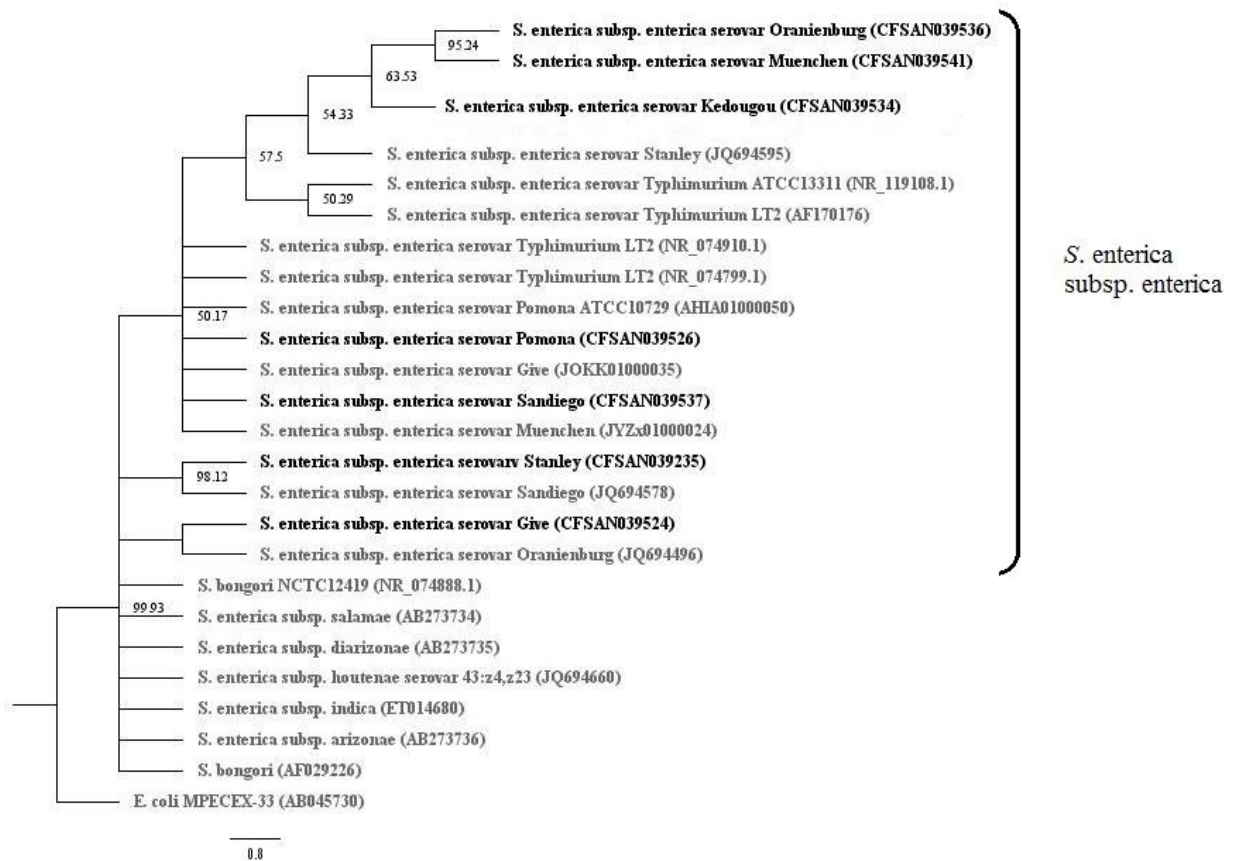 S. enterica subsp. enterica serovar Oranienburg (CFSAN039536)
95.24
S. enterica subsp. enterica serovar Muenchen (CFSAN039541)
63.53
S. enterica subsp. enterica serovar Kedougou (CFSAN039534)
54.33
S. enterica subsp. enterica serovar Stanley (JQ694595)
57.5
S. enterica subsp. enterica serovar Typhimurium ATCC13311 (NR_119108.1)
50.29
S. enterica subsp. enterica serovar Typhimurium LT2 (AF170176)
S. enterica subsp. enterica serovar Typhimurium LT2 (NR_074910.1)
S. enterica subsp. enterica serovar Typhimurium LT2 (NR_074799.1)
S. enterica subsp. enterica serovar Pomona ATCC10729 (AHIA01000050)
50.17
S. enterica subsp. enterica serovar Pomona (CFSAN039526)
S. enterica subsp. enterica serovar Give (JOKK01000035)
S. enterica subsp. enterica serovar Sandiego (CFSAN039537)
S. enterica subsp. enterica serovar Muenchen (JYZx01000024)
S. enterica subsp. enterica serovarv Stanley (CFSAN039235)
98.12
S. enterica subsp. enterica serovar Sandiego (JQ694578)
S. enterica subsp. enterica serovar Give (CFSAN039524)
S. enterica subsp. enterica serovar Oranienburg (JQ694496)
S. bongori NCTC12419 (NR_074888.1)
99.93
S. enterica subsp. salamae (AB273734)
S. enterica subsp. diarizonae (AB273735)
S. enterica subsp. houtenae serovar 43:z4,z23 (JQ694660)
S. enterica subsp. indica (ET014680)
S. enterica subsp. arizonae (AB273736)
S. bongori (AF029226)
E. coli MPECEX-33 (AB045730)
0.8
S. enterica
subsp. enterica